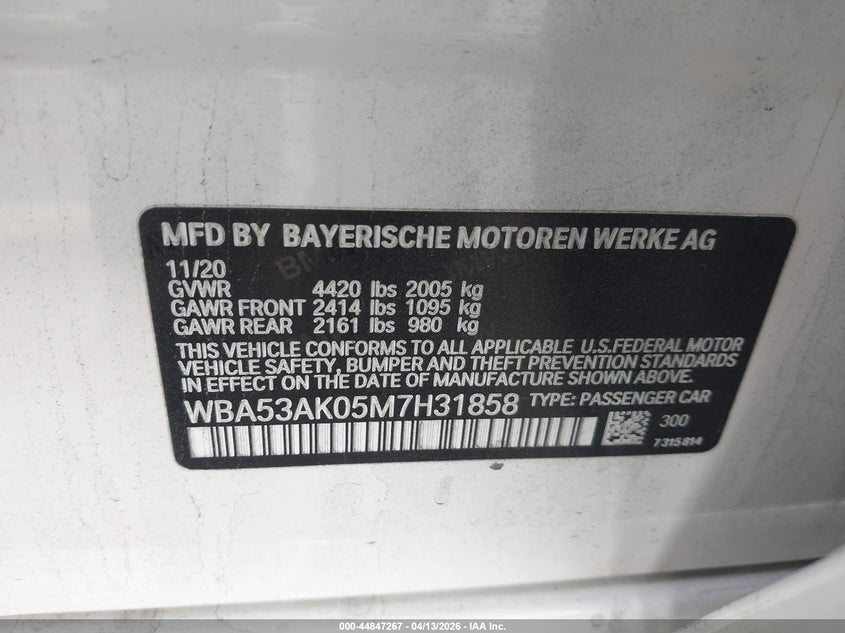 MFD BY BAYERISCHE MOTOREN WERKE AG
11/20
GVWR 4420 lbs 2005 kg
GAWR FRONT 2414 lbs 1095 kg
GAWR REAR 2161 lbs 980 kg
THIS VEHICLE CONFORMS TO ALL APPLICABLE U.S.FEDERAL MOTOR
VEHICLE SAFETY, BUMPER AND THEFT PREVENTION STANDARDS
IN EFFECT ON THE DATE OF MANUFACTURE SHOWN ABOVE.
WBA53AK05M7H31858 TYPE: PASSENGER CAR
300
7315814
000-44847267 - 04/13/2026 - IAA Inc.